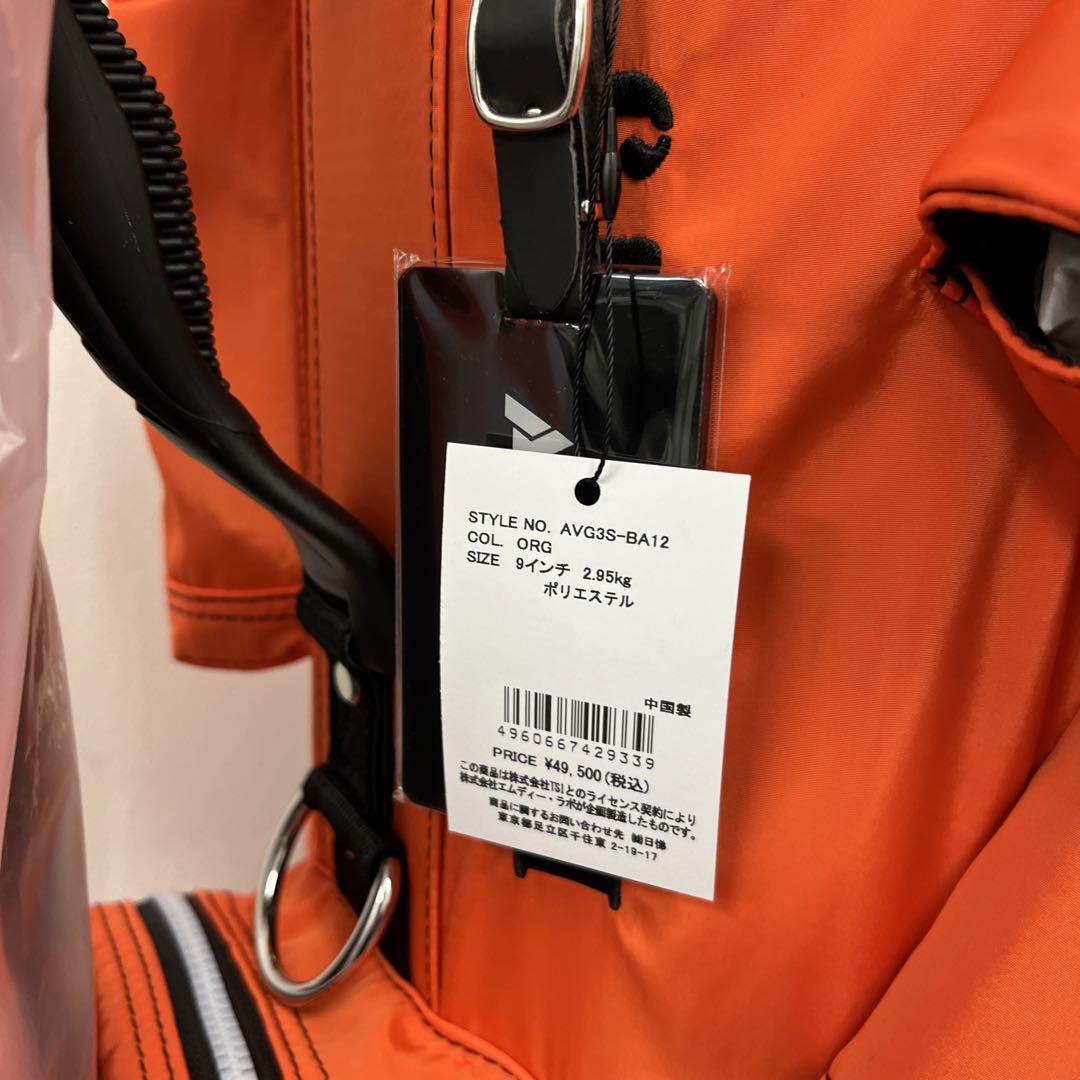 STYLE NO. AVG3S-BA12
COL. ORG
SIZE 9インチ 2.95kg
ポリエステル
中国製
4960667429339
PRICE ¥49,500(税込)
この商品は株式会社TSIとのライセンス契約により
株式会社エムディー・ラボが企画製造したものです。
商品に関するお問い合わせ先 ㈱日俤
東京都足立区千住東 2-19-17